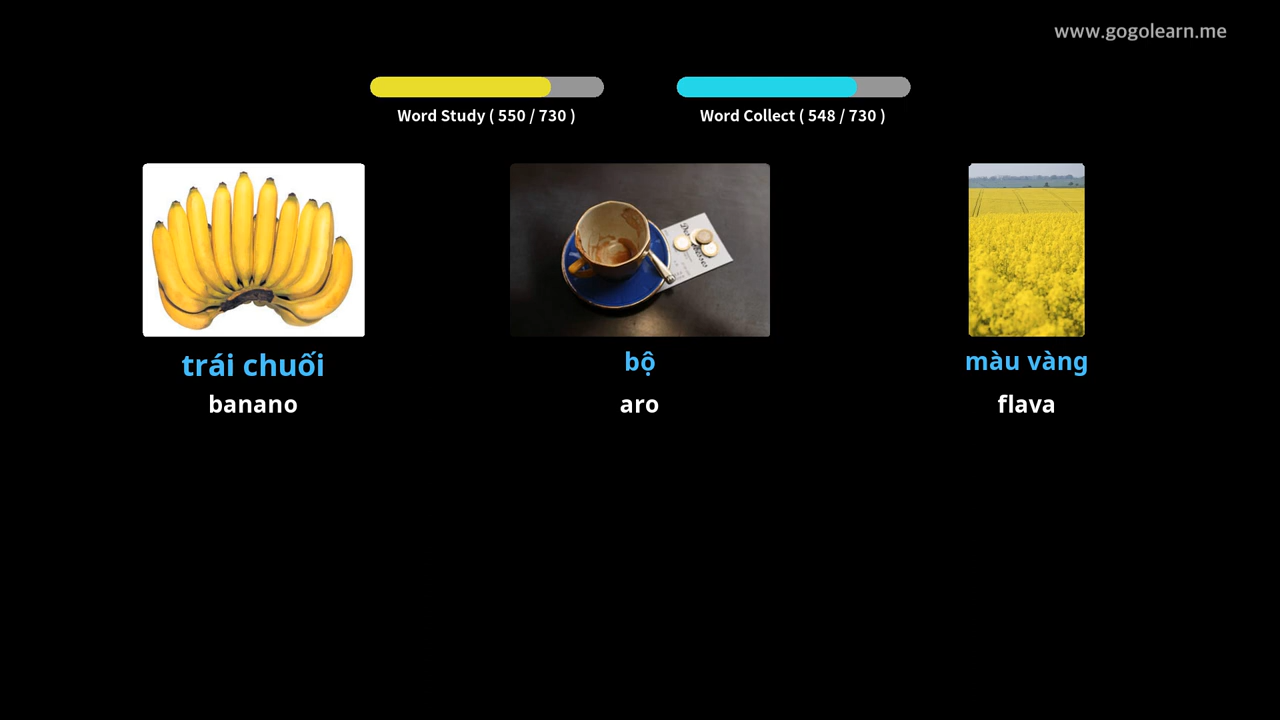 www.gogolearn.me
Word Study ( 550 / 730 )
Word Collect ( 548 / 730 )
trái chuối
banano
bộ
aro
màu vàng
flava